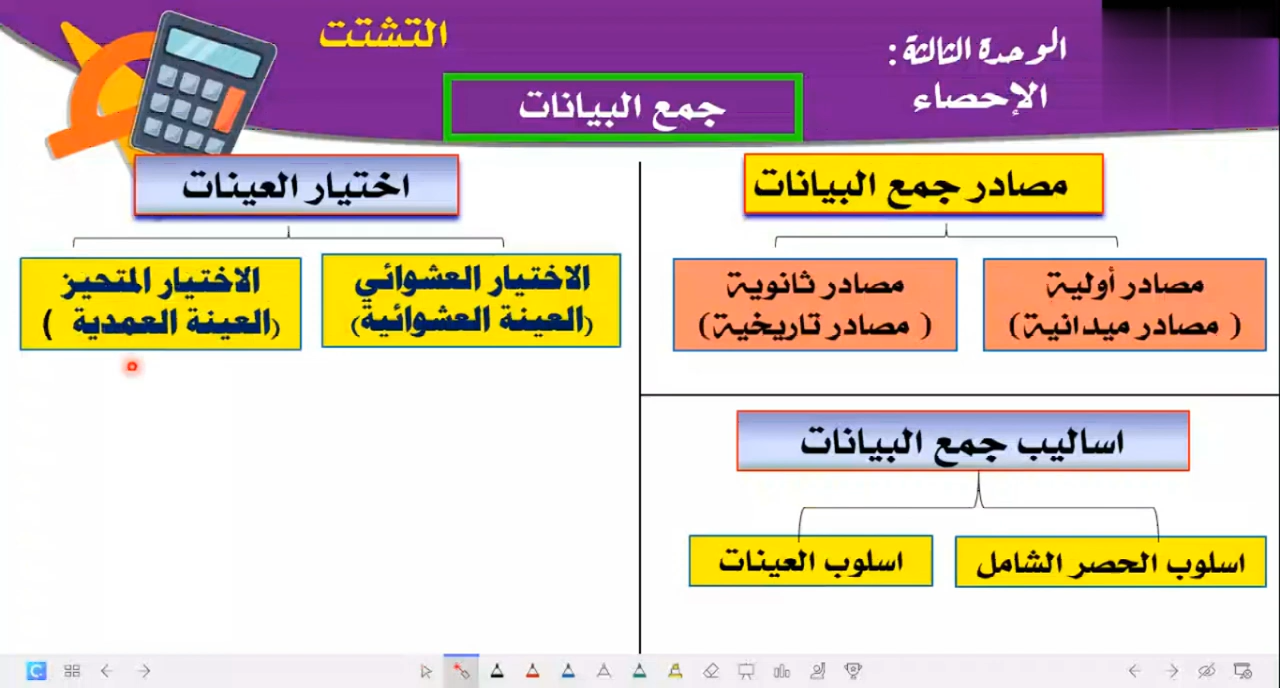 الوحدة الثالثة:
الإحصاء
التشتت
جمع البيانات
مصادر جمع البيانات
مصادر أولية
( مصادر ميدانية)
مصادر ثانوية
( مصادر تاريخية)
اساليب جمع البيانات
اسلوب الحصر الشامل
اسلوب العينات
اختيار العينات
الاختيار العشوائي
(العينة العشوائية)
الاختيار المتحيز
(العينة العمدية )